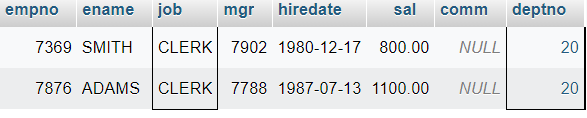 empno ename job mgr hiredate sal comm deptno
7369 SMITH CLERK 7902 1980-12-17 800.00 NULL 20
7876 ADAMS CLERK 7788 1987-07-13 1100.00 NULL 20